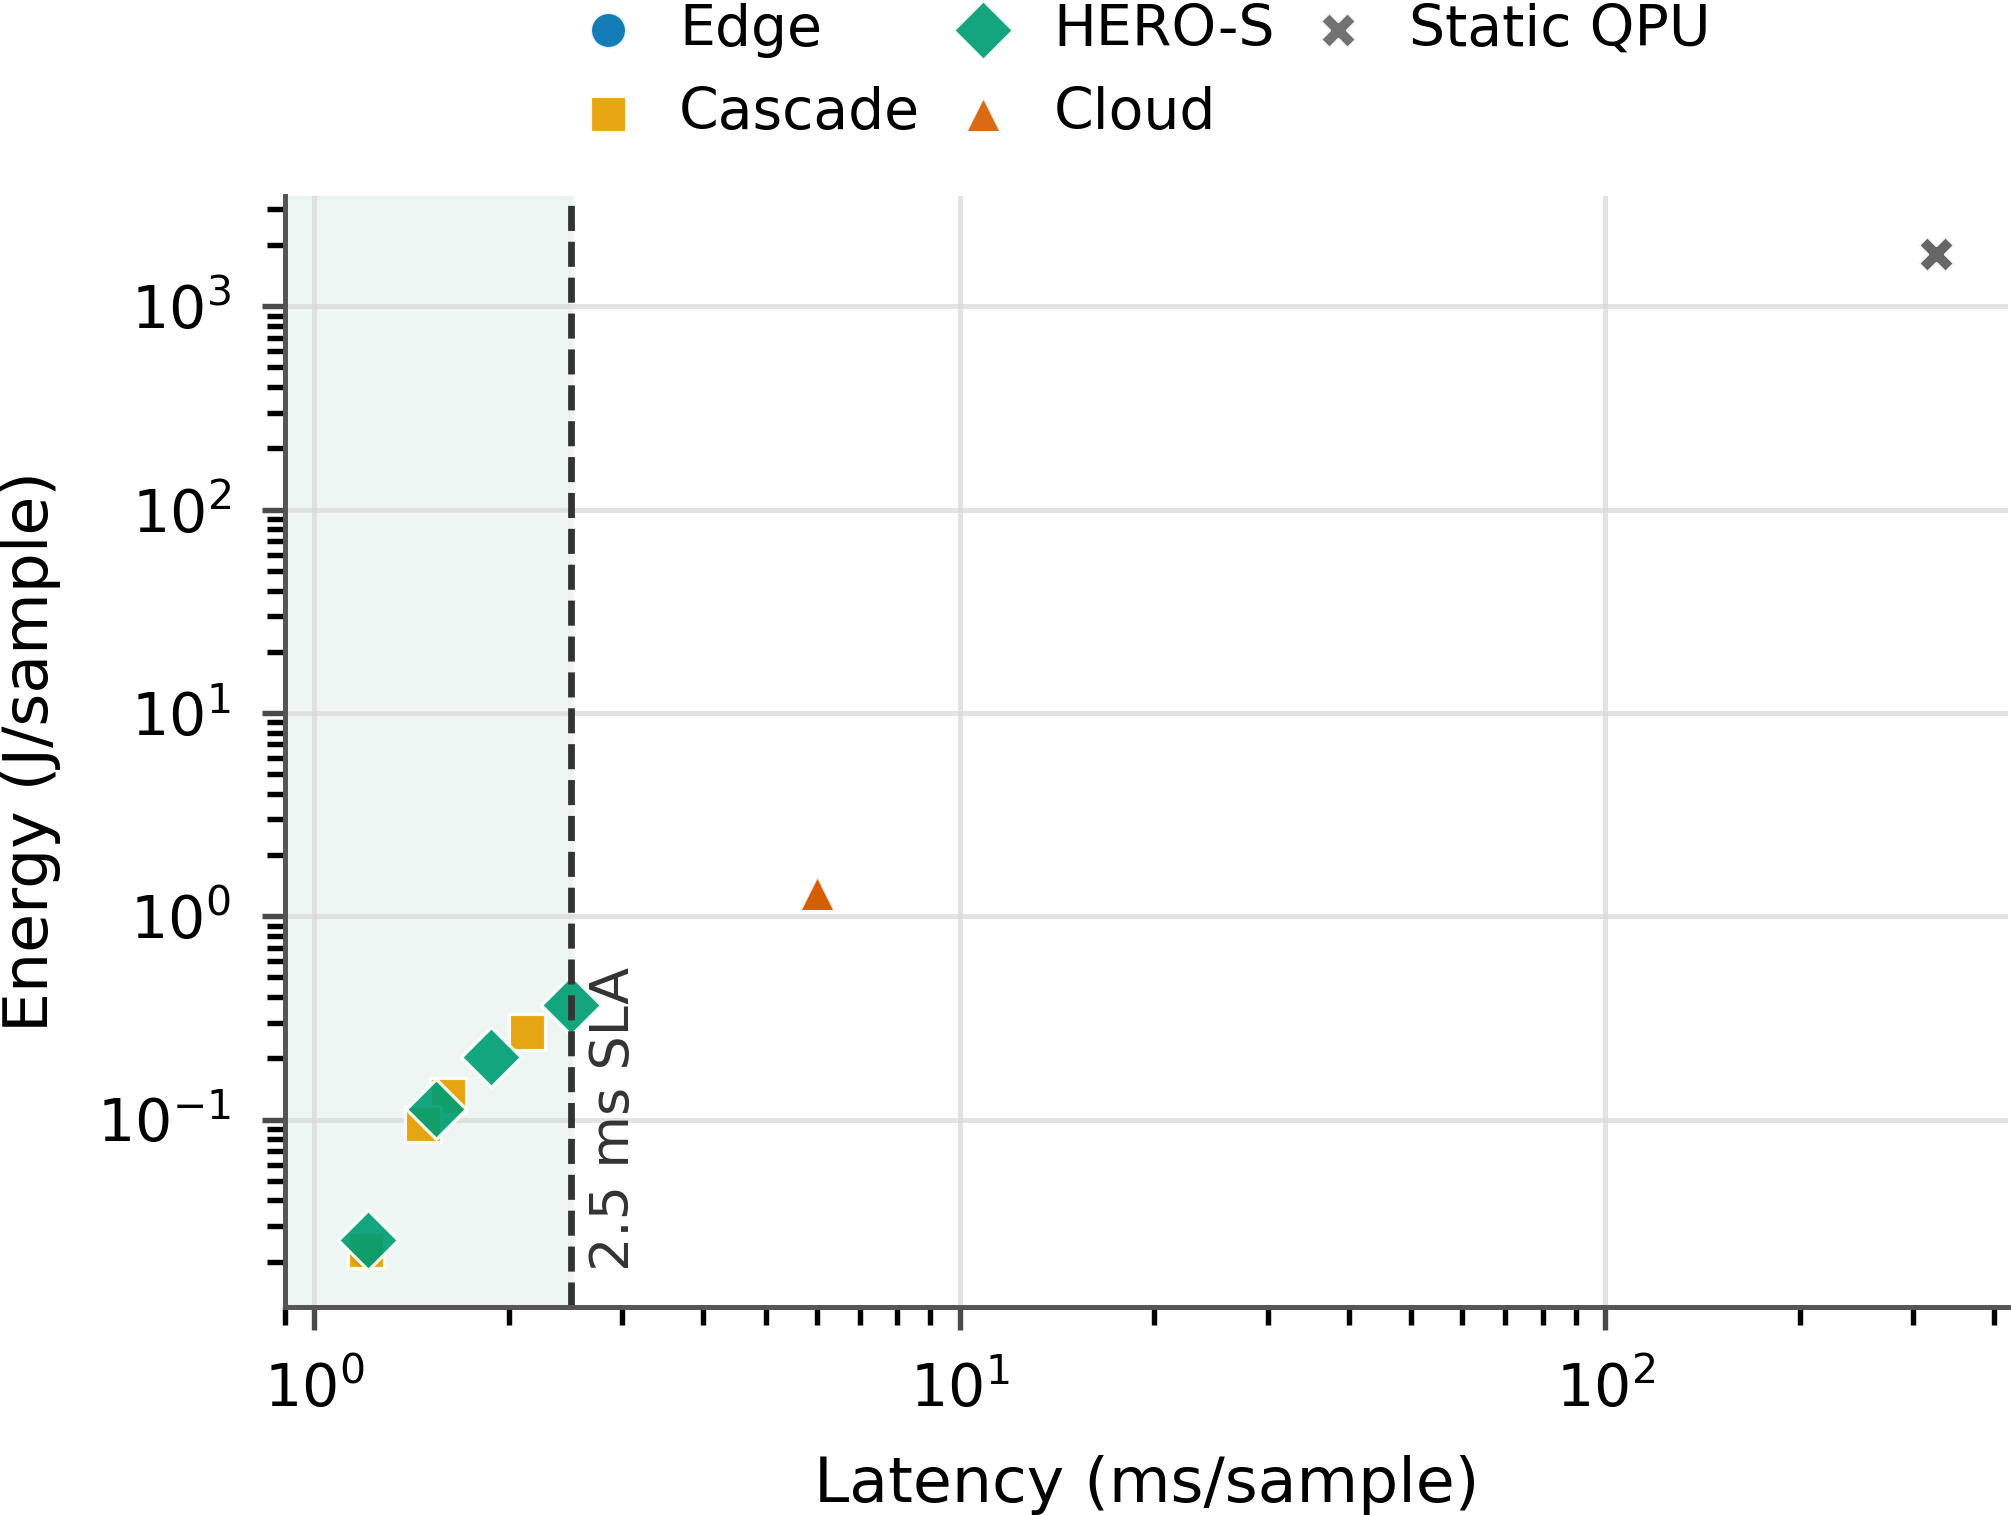 Edge HERO-S Static QPU
Cascade Cloud
Energy (J/sample)
10³
10²
10¹
10⁰
10⁻¹
2.5 ms SLA
10⁰ 10¹ 10²
Latency (ms/sample)